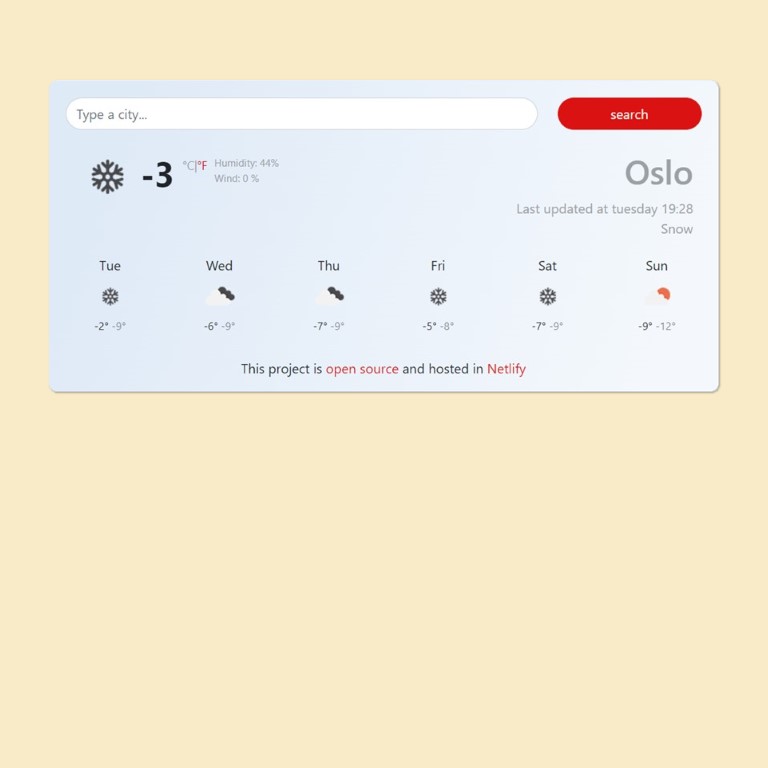 Type a city...
search
-3 °C|°F
Humidity: 44%
Wind: 0 %
Oslo
Last updated at tuesday 19:28
Snow
Tue Wed Thu Fri Sat Sun
-2° -9° -6° -9° -7° -9° -5° -8° -7° -9° -9° -12°
This project is open source and hosted in Netlify